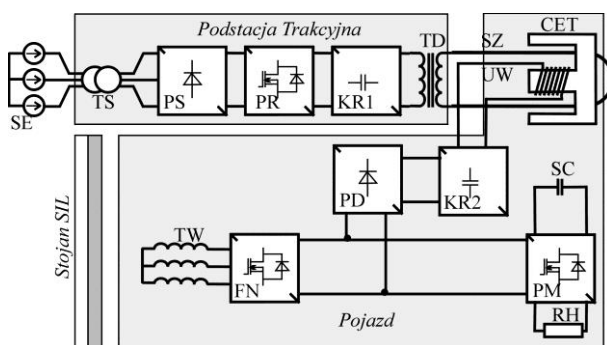 Podstacja Trakcyjna
CET
TD
SZ
UW
SE
TS
PS
PR
KR1
SC
PD
KR2
Stojan SIL
TW
FN
PM
RH
Pojazd